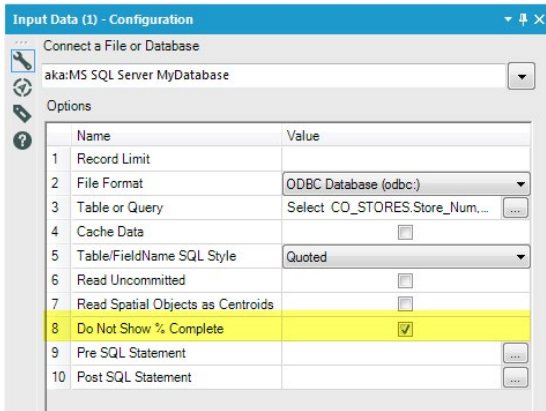 Input Data (1) - Configuration
Connect a File or Database
aka:MS SQL Server MyDatabase
Options
Name Value
1 Record Limit
2 File Format ODBC Database (odbc:)
3 Table or Query Select CO_STORES.Store_Num,... ...
4 Cache Data
5 Table/FieldName SQL Style Quoted
6 Read Uncommitted
7 Read Spatial Objects as Centroids
8 Do Not Show % Complete
9 Pre SQL Statement ...
10 Post SQL Statement ...